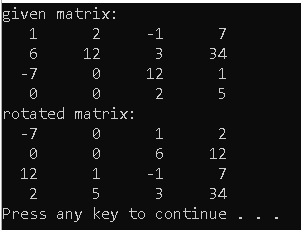 given matrix:
1 2 -1 7
6 12 3 34
-7 0 12 1
0 0 2 5
rotated matrix:
-7 0 1 2
0 0 6 12
12 1 -1 7
2 5 3 34
Press any key to continue . . .